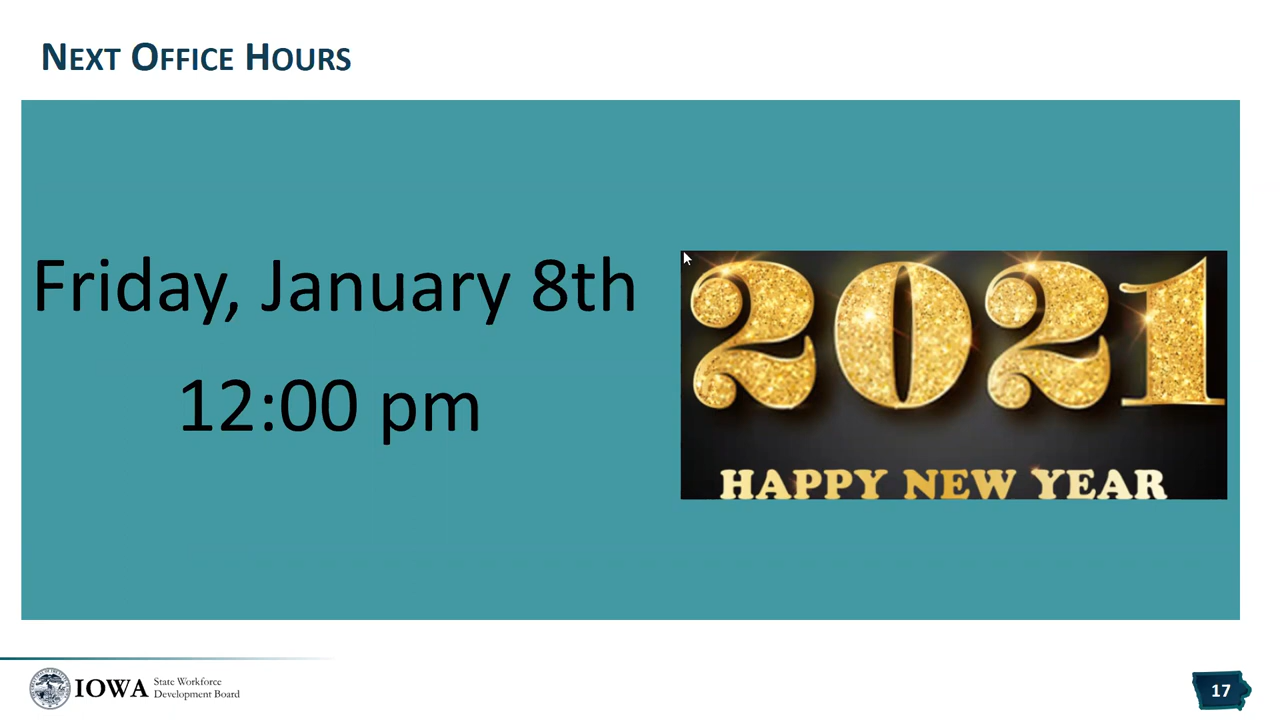 NEXT OFFICE HOURS
Friday, January 8th
12:00 pm
2021
HAPPY NEW YEAR
IOWA
State Workforce
Development Board
17